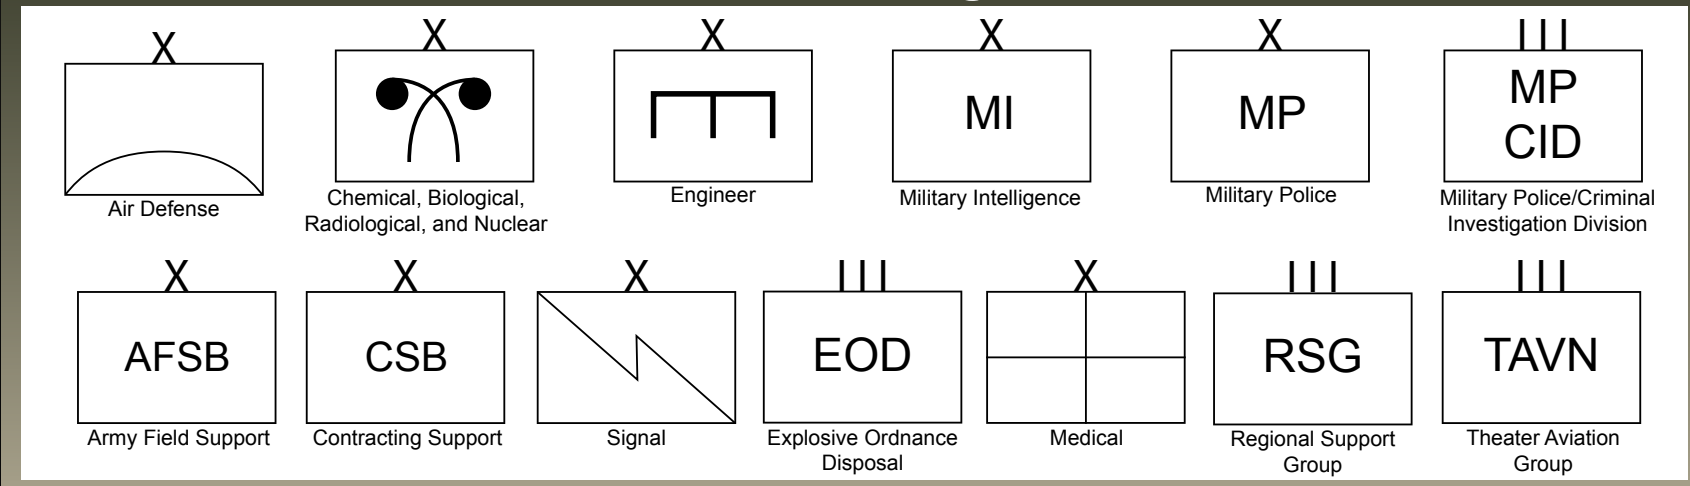 X
X
X
X
X
III
MI
MP
MP
CID
Air Defense
Chemical, Biological,
Radiological, and Nuclear
Engineer
Military Intelligence
Military Police
Military Police/Criminal
Investigation Division
X
X
X
III
X
III
III
AFSB
CSB
EOD
RSG
TAVN
Army Field Support
Contracting Support
Signal
Explosive Ordnance
Disposal
Medical
Regional Support
Group
Theater Aviation
Group